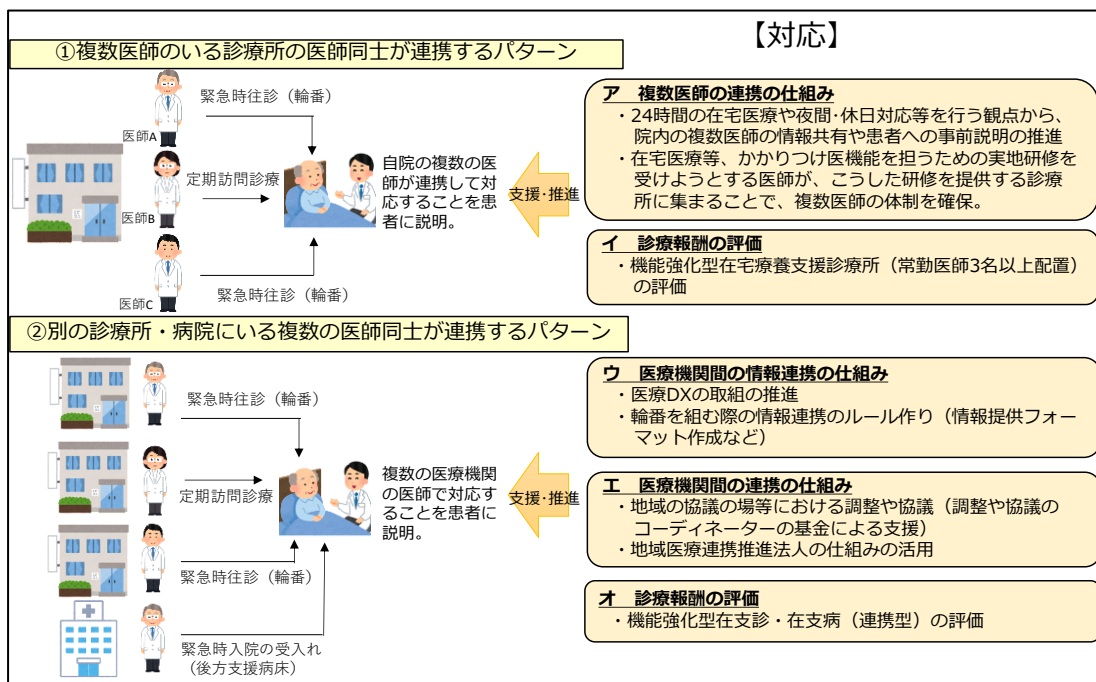 【対応】
①複数医師のいる診療所の医師同士が連携するパターン
緊急時往診（輪番）
医師A
定期訪問診療
医師B
緊急時往診（輪番）
医師C
自院の複数の医
師が連携して対
応することを患
者に説明。
支援･推進
ア　複数医師の連携の仕組み
・24時間の在宅医療や夜間･休日対応等を行う観点から、
院内の複数医師の情報共有や患者への事前説明の推進
・在宅医療等、かかりつけ医機能を担うための実地研修を
受けようとする医師が、こうした研修を提供する診療
所に集まることで、複数医師の体制を確保。
イ　診療報酬の評価
・機能強化型在宅療養支援診療所（常勤医師3名以上配置）
の評価
②別の診療所・病院にいる複数の医師同士が連携するパターン
緊急時往診（輪番）
定期訪問診療
緊急時往診（輪番）
緊急時入院の受入れ
（後方支援病床）
複数の医療機関
の医師で対応す
ることを患者に
説明。
支援･推進
ウ　医療機関間の情報連携の仕組み
・医療DXの取組の推進
・輪番を組む際の情報連携のルール作り（情報提供フォー
マット作成など）
エ　医療機関間の連携の仕組み
・地域の協議の場等における調整や協議（調整や協議の
コーディネーターの基金による支援）
・地域医療連携推進法人の仕組みの活用
オ　診療報酬の評価
・機能強化型在支診・在支病（連携型）の評価